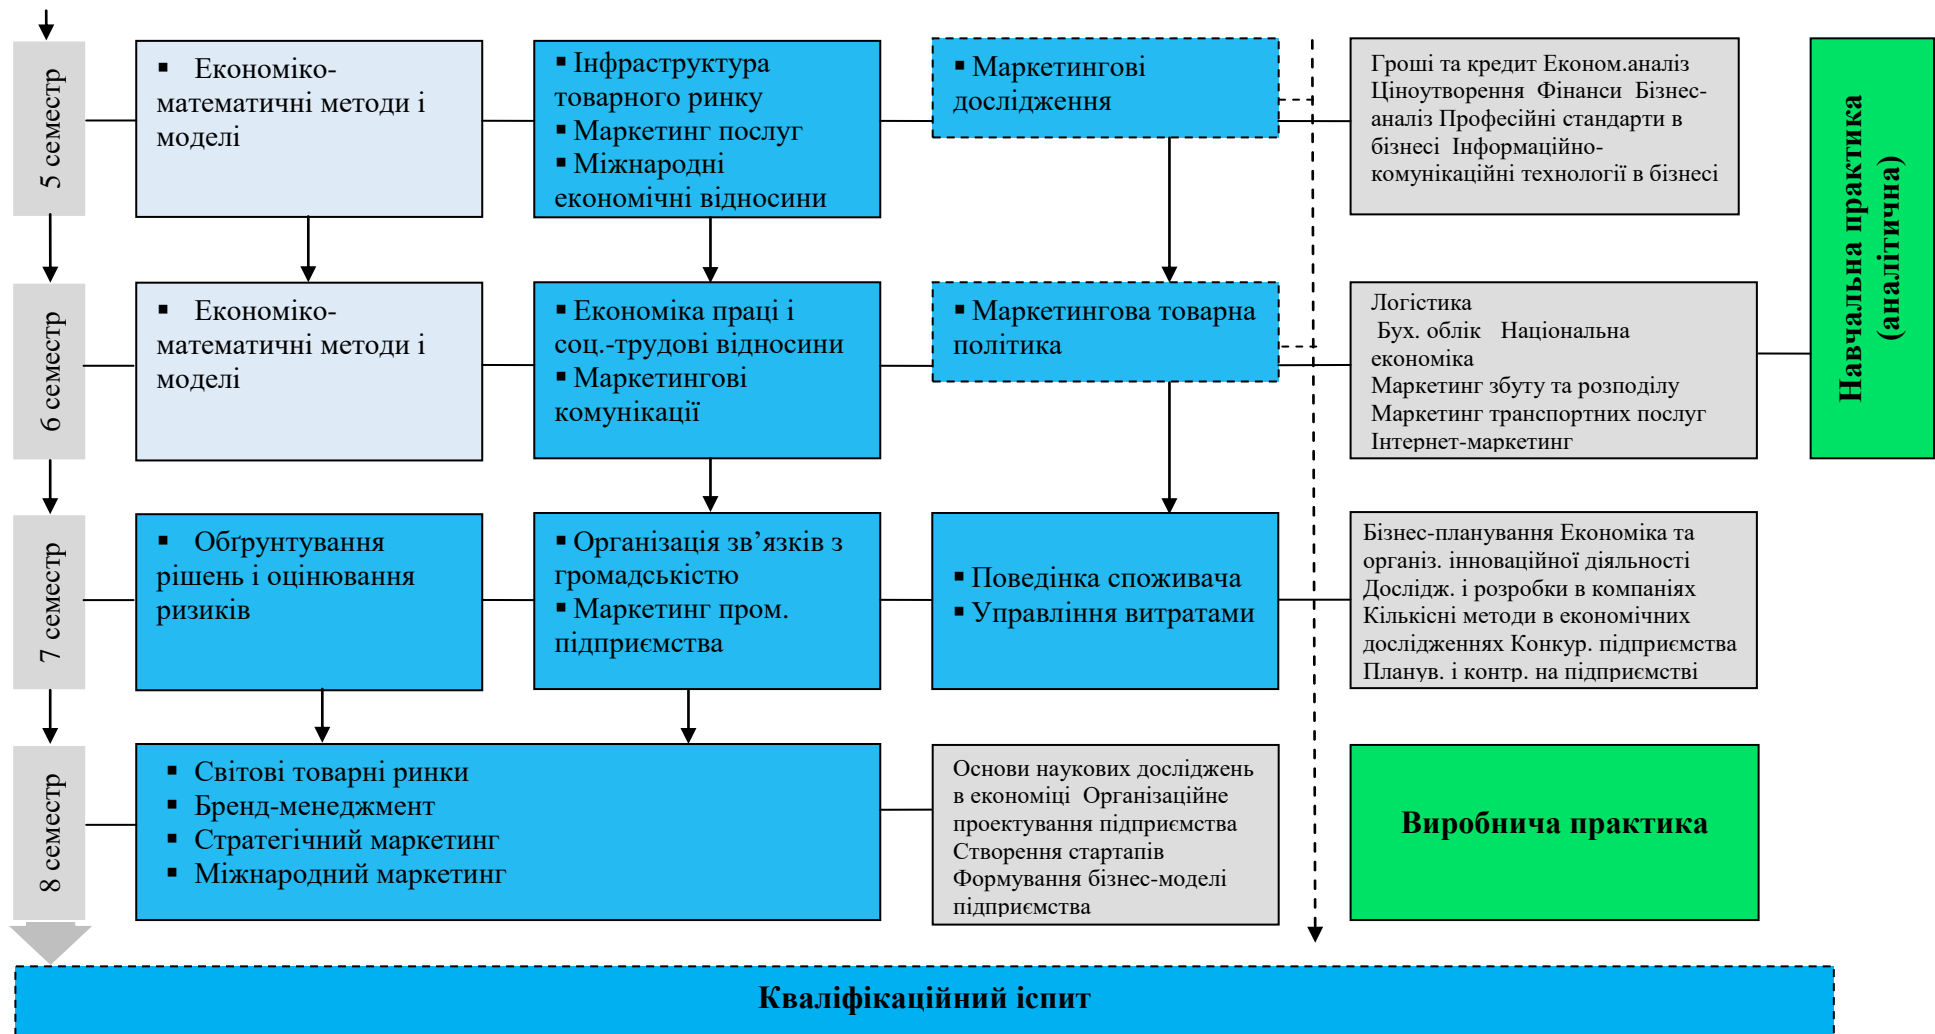 5 семестр
▪ Економіко-
математичні методи і
моделі
▪ Інфраструктура
товарного ринку
▪ Маркетинг послуг
▪ Міжнародні
економічні відносини
▪ Маркетингові
дослідження
Гроші та кредит Економ.аналіз
Ціноутворення Фінанси Бізнес-
аналіз Професійні стандарти в
бізнесі Інформаційно-
комунікаційні технології в бізнесі
Навчальна практика
(аналітична)
6 семестр
▪ Економіко-
математичні методи і
моделі
▪ Економіка праці і
соц.-трудові відносини
▪ Маркетингові
комунікації
▪ Маркетингова товарна
політика
Логістика
Бух. облік Національна
економіка
Маркетинг збуту та розподілу
Маркетинг транспортних послуг
Інтернет-маркетинг
7 семестр
▪ Обґрунтування
рішень і оцінювання
ризиків
▪ Організація зв’язків з
громадськістю
▪ Маркетинг пром.
підприємства
▪ Поведінка споживача
▪ Управління витратами
Бізнес-планування Економіка та
організ. інноваційної діяльності
Дослідж. і розробки в компаніях
Кількісні методи в економічних
дослідженнях Конкур. підприємства
Планув. і контр. на підприємстві
8 семестр
▪ Світові товарні ринки
▪ Бренд-менеджмент
▪ Стратегічний маркетинг
▪ Міжнародний маркетинг
Основи наукових досліджень
в економіці Організаційне
проектування підприємства
Створення стартапів
Формування бізнес-моделі
підприємства
Виробнича практика
Кваліфікаційний іспит